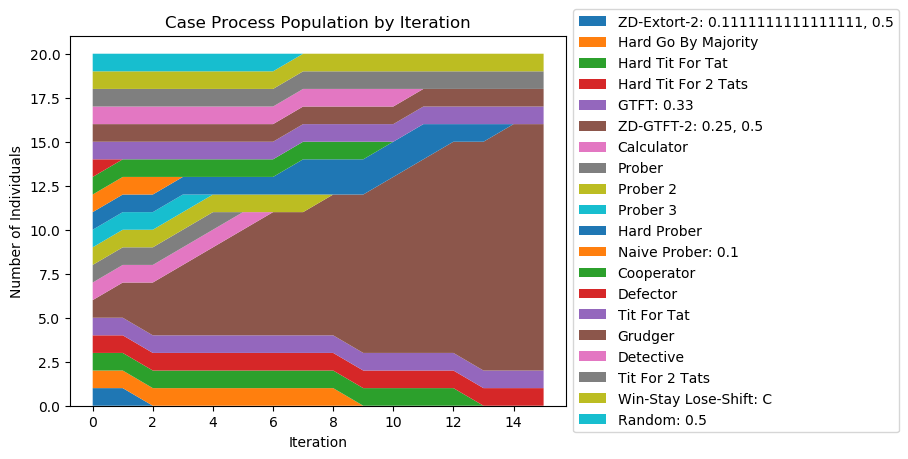 Case Process Population by Iteration
Number of Individuals
20.0
17.5
15.0
12.5
10.0
7.5
5.0
2.5
0.0
0 2 4 6 8 10 12 14
Iteration
ZD-Extort-2: 0.1111111111111111, 0.5
Hard Go By Majority
Hard Tit For Tat
Hard Tit For 2 Tats
GTFT: 0.33
ZD-GTFT-2: 0.25, 0.5
Calculator
Prober
Prober 2
Prober 3
Hard Prober
Naive Prober: 0.1
Cooperator
Defector
Tit For Tat
Grudger
Detective
Tit For 2 Tats
Win-Stay Lose-Shift: C
Random: 0.5